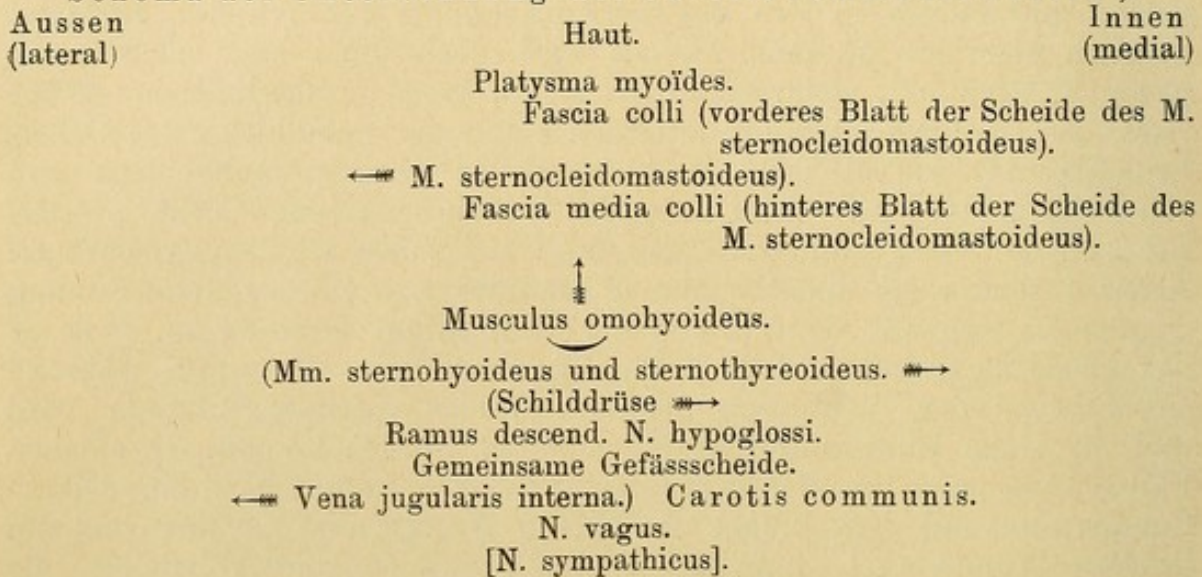 Aussen Innen
(lateral) Haut. (medial)
Platysma myoïdes.
Fascia colli (vorderes Blatt der Scheide des M.
sternocleidomastoideus).
M. sternocleidomastoideus).
Fascia media colli (hinteres Blatt der Scheide des
M. sternocleidomastoideus).
Musculus omohyoideus.
(Mm. sternohyoideus und sternothyreoideus.
(Schilddrüse
Ramus descend. N. hypoglossi.
Gemeinsame Gefässscheide.
Vena jugularis interna.) Carotis communis.
N. vagus.
[N. sympathicus].